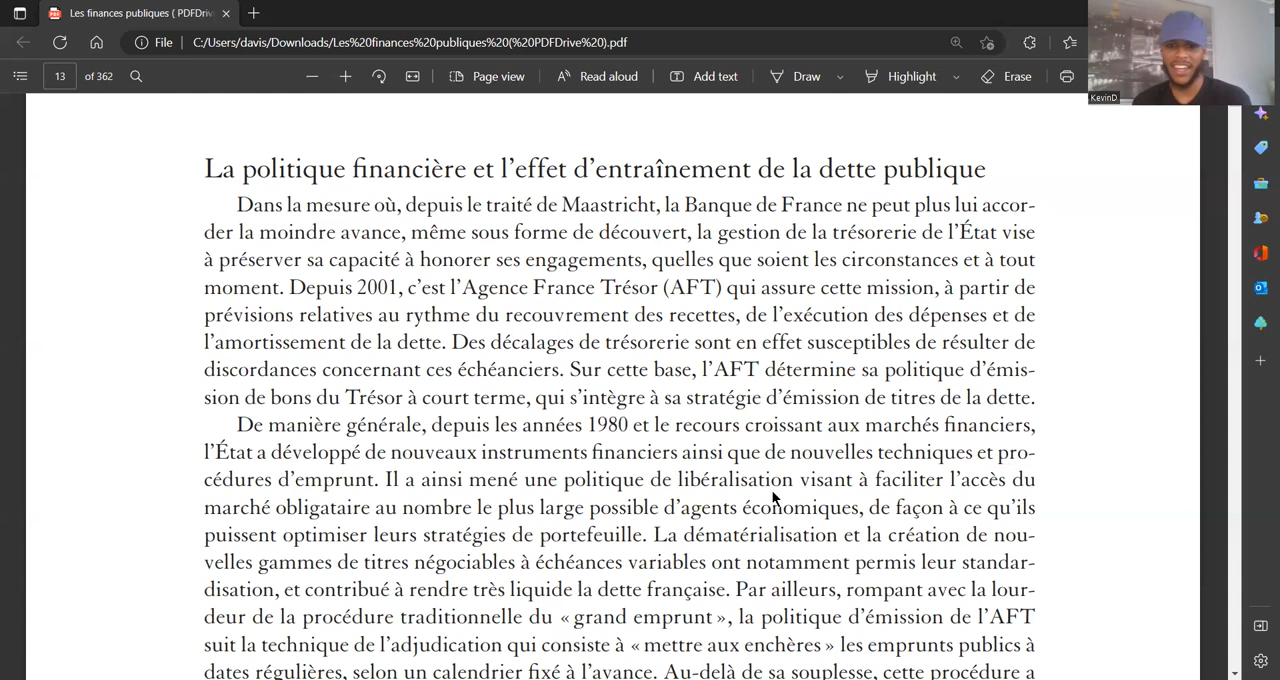 Les finances publiques ( PDFDriv
File
C:/Users/davis/Downloads/Les%20finances%20publiques%20(%20PDFDrive%20).pdf
13 of 362
Page view
Read aloud
Add text
Draw
Highlight
Erase
KevinD
La politique financière et l’effet d’entraînement de la dette publique
Dans la mesure où, depuis le traité de Maastricht, la Banque de France ne peut plus lui accor-
der la moindre avance, même sous forme de découvert, la gestion de la trésorerie de l’État vise
à préserver sa capacité à honorer ses engagements, quelles que soient les circonstances et à tout
moment. Depuis 2001, c’est l’Agence France Trésor (AFT) qui assure cette mission, à partir de
prévisions relatives au rythme du recouvrement des recettes, de l’exécution des dépenses et de
l’amortissement de la dette. Des décalages de trésorerie sont en effet susceptibles de résulter de
discordances concernant ces échéanciers. Sur cette base, l’AFT détermine sa politique d’émis-
sion de bons du Trésor à court terme, qui s’intègre à sa stratégie d’émission de titres de la dette.
De manière générale, depuis les années 1980 et le recours croissant aux marchés financiers,
l’État a développé de nouveaux instruments financiers ainsi que de nouvelles techniques et pro-
cédures d’emprunt. Il a ainsi mené une politique de libéralisation visant à faciliter l’accès du
marché obligataire au nombre le plus large possible d’agents économiques, de façon à ce qu’ils
puissent optimiser leurs stratégies de portefeuille. La dématérialisation et la création de nou-
velles gammes de titres négociables à échéances variables ont notamment permis leur standar-
disation, et contribué à rendre très liquide la dette française. Par ailleurs, rompant avec la lour-
deur de la procédure traditionnelle du « grand emprunt », la politique d’émission de l’AFT
suit la technique de l’adjudication qui consiste à « mettre aux enchères » les emprunts publics à
dates régulières, selon un calendrier fixé à l’avance. Au-delà de sa souplesse, cette procédure a